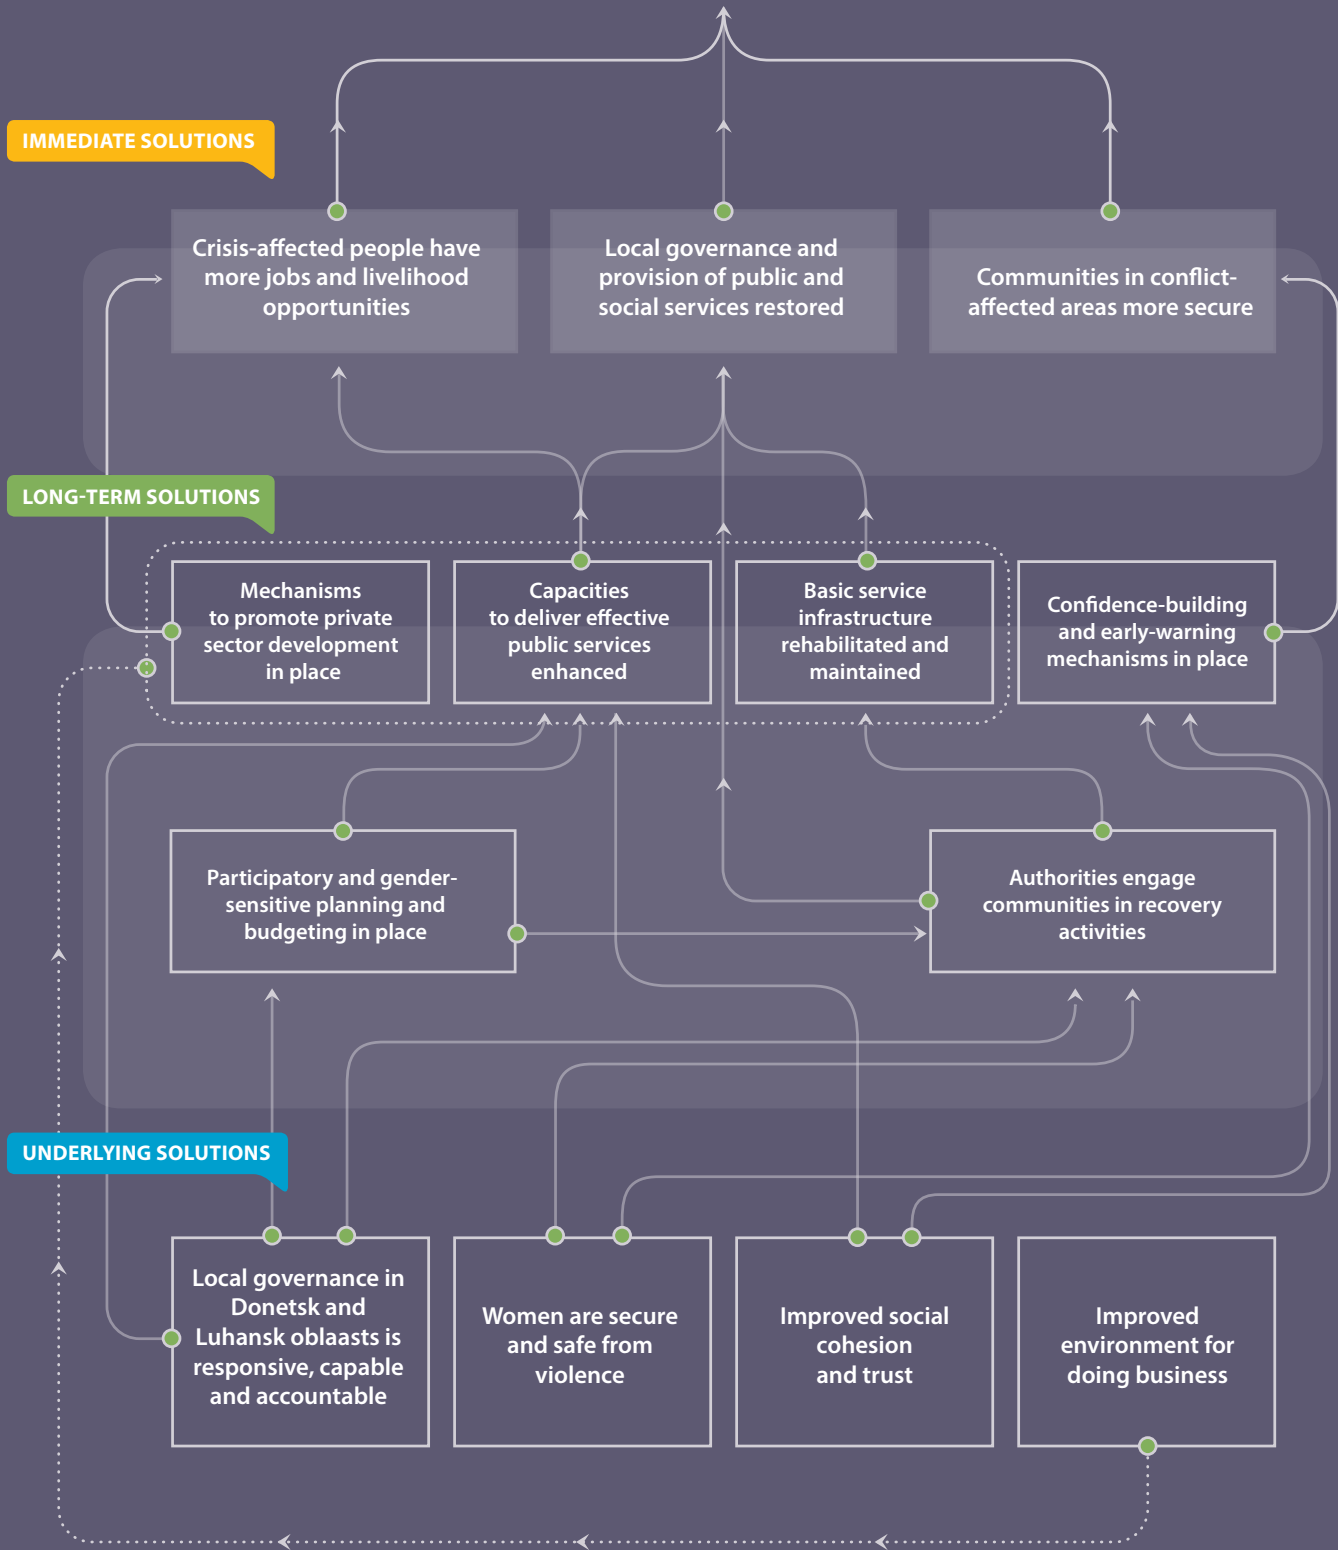 IMMEDIATE SOLUTIONS
Crisis-affected people have
more jobs and livelihood
opportunities
Local governance and
provision of public and
social services restored
Communities in conflict-
affected areas more secure
LONG-TERM SOLUTIONS
Mechanisms
to promote private
sector development
in place
Capacities
to deliver effective
public services
enhanced
Basic service
infrastructure
rehabilitated and
maintained
Confidence-building
and early-warning
mechanisms in place
Participatory and gender-
sensitive planning and
budgeting in place
Authorities engage
communities in recovery
activities
UNDERLYING SOLUTIONS
Local governance in
Donetsk and
Luhansk oblaasts is
responsive, capable
and accountable
Women are secure
and safe from
violence
Improved social
cohesion
and trust
Improved
environment for
doing business